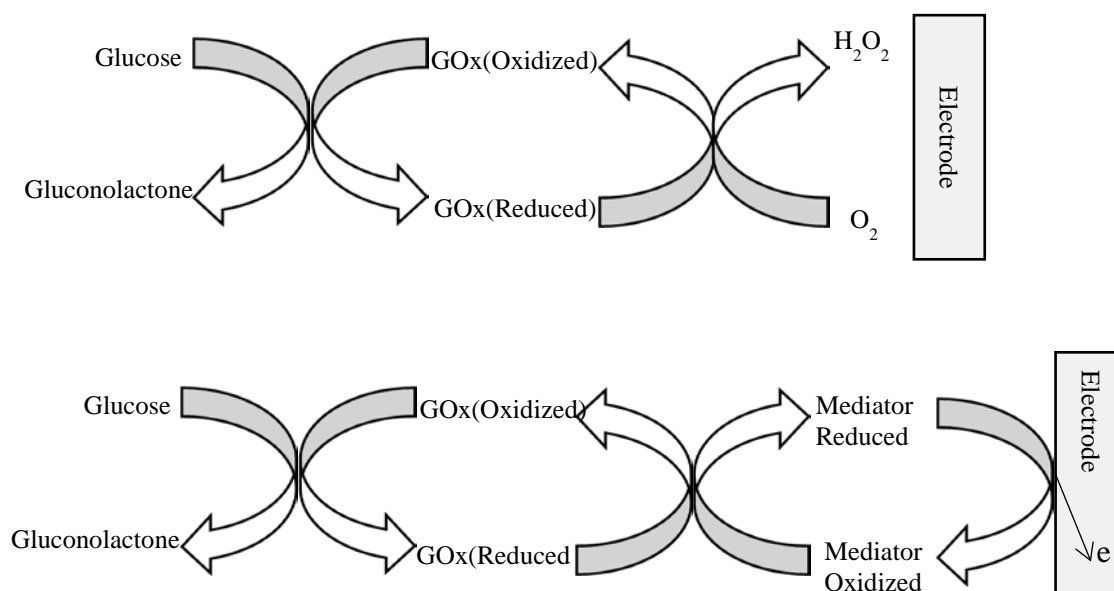 Glucose
GOx(Oxidized)
H2O2
Electrode
Gluconolactone
GOx(Reduced)
O2
Glucose
GOx(Oxidized)
Mediator
Reduced
Electrode
Gluconolactone
GOx(Reduced
Mediator
Oxidized
e